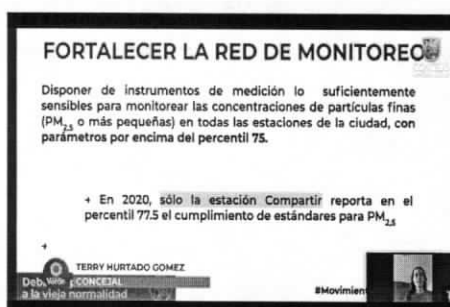 FORTALECER LA RED DE MONITOREO
Disponer de instrumentos de medición lo suficientemente
sensibles para monitorear las concentraciones de partículas finas
(PM2,5 o más pequeñas) en todas las estaciones de la ciudad, con
parámetros por encima del percentil 75.
+ En 2020, sólo la estación Compartir reporta en el
percentil 77.5 el cumplimiento de estándares para PM2,5
+
TERRY HURTADO GOMEZ
CONCEJAL
a la vieja normalidad